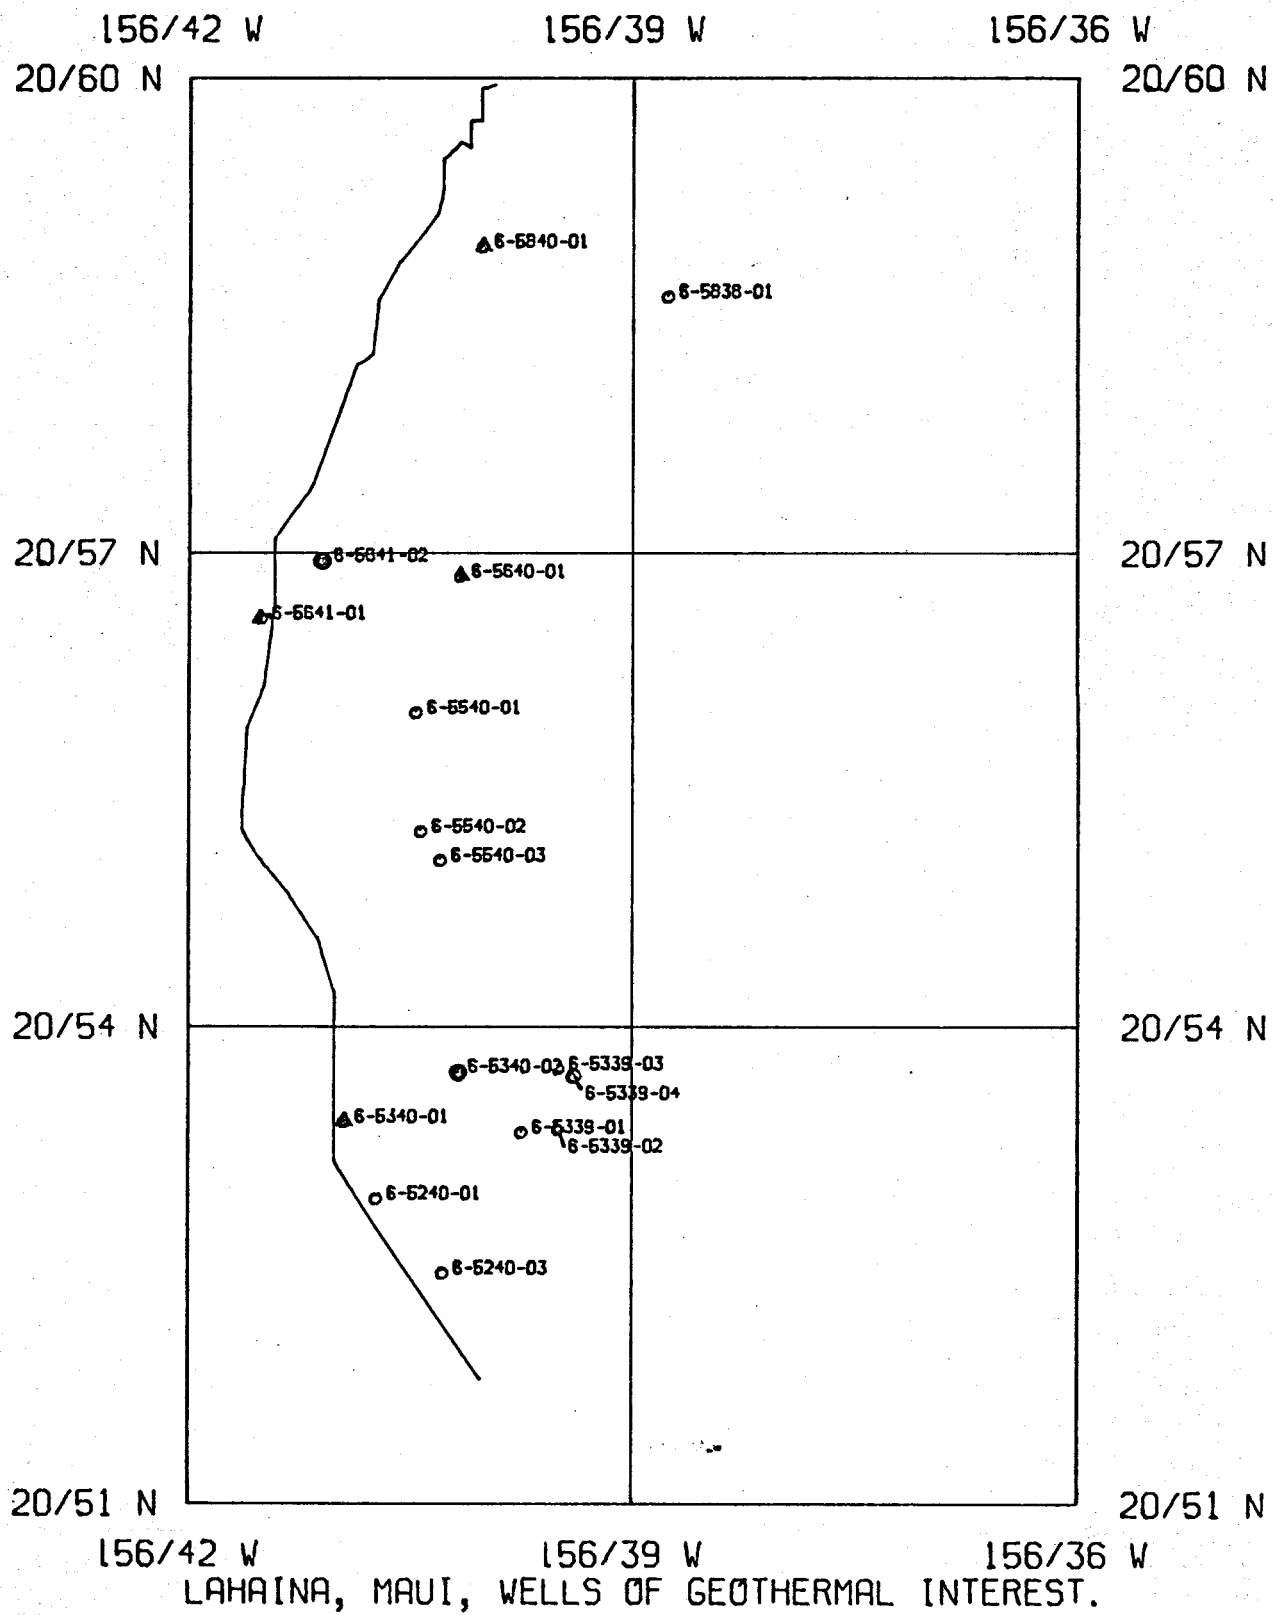 156/42 W 156/39 W 156/36 W
20/60 N 20/60 N
6-5840-01
6-5838-01
20/57 N 20/57 N
6-5641-02
6-5640-01
6-5641-01
6-5540-01
6-5540-02
6-5540-03
20/54 N 20/54 N
6-5340-02 6-5339-03
6-5339-04
6-5340-01
6-5339-01
6-5339-02
6-5240-01
6-5240-03
20/51 N 20/51 N
156/42 W 156/39 W 156/36 W
LAHAINA, MAUI, WELLS OF GEOTHERMAL INTEREST.